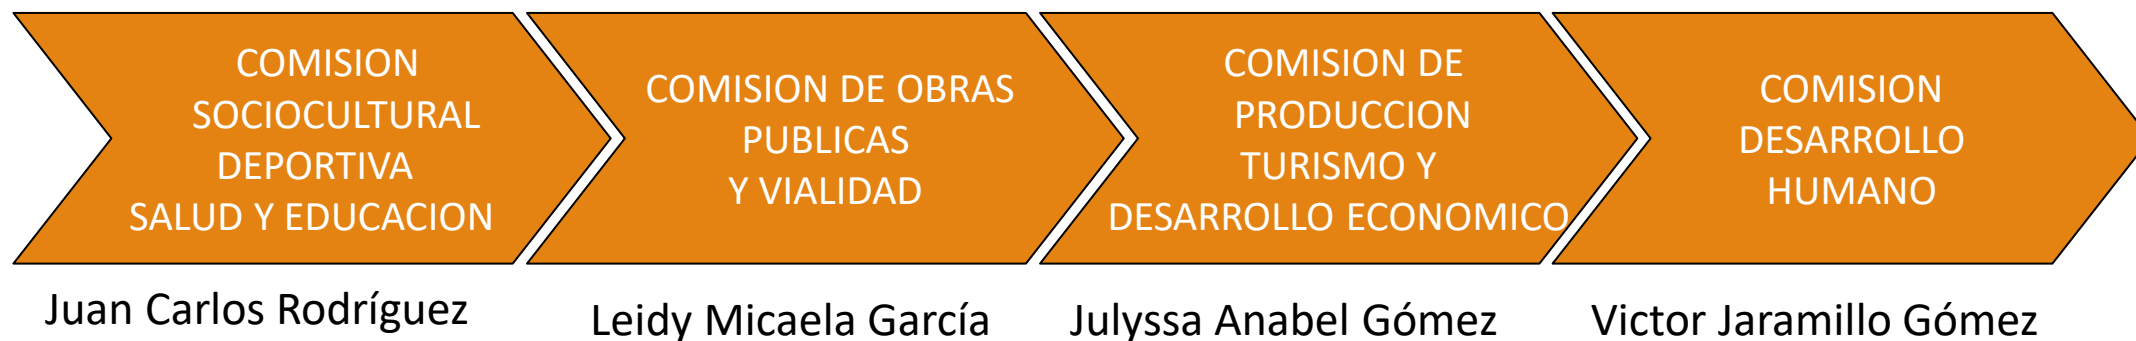 COMISION
SOCIOCULTURAL
DEPORTIVA
SALUD Y EDUCACION
COMISION DE OBRAS
PUBLICAS
Y VIALIDAD
COMISION DE
PRODUCCION
TURISMO Y
DESARROLLO ECONOMICO
COMISION
DESARROLLO
HUMANO
Juan Carlos Rodríguez
Leidy Micaela García
Julyssa Anabel Gómez
Victor Jaramillo Gómez